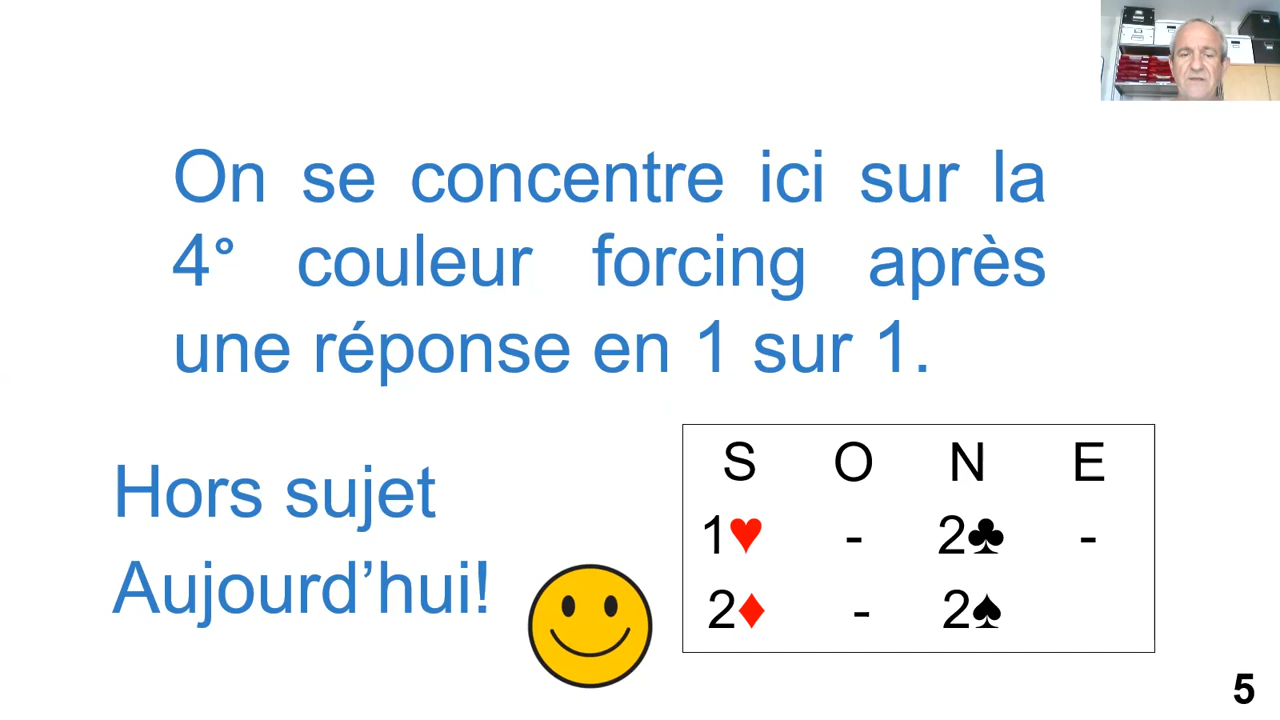 On se concentre ici sur la
4° couleur forcing après
une réponse en 1 sur 1.
Hors sujet
Aujourd’hui!
S O N E
1♥ - 2♣ -
2♦ - 2♠
5